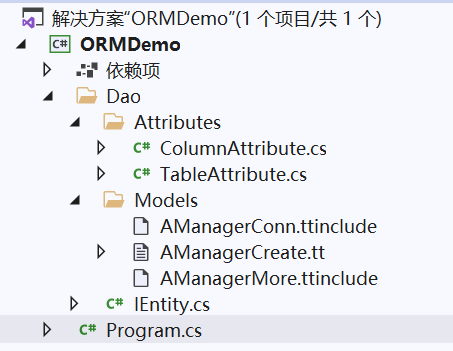 解决方案“ORMDemo”(1 个项目/共 1 个)
C# ORMDemo
依赖项
Dao
Attributes
C# ColumnAttribute.cs
C# TableAttribute.cs
Models
AManagerConn.ttinclude
AManagerCreate.tt
AManagerMore.ttinclude
C# IEntity.cs
C# Program.cs